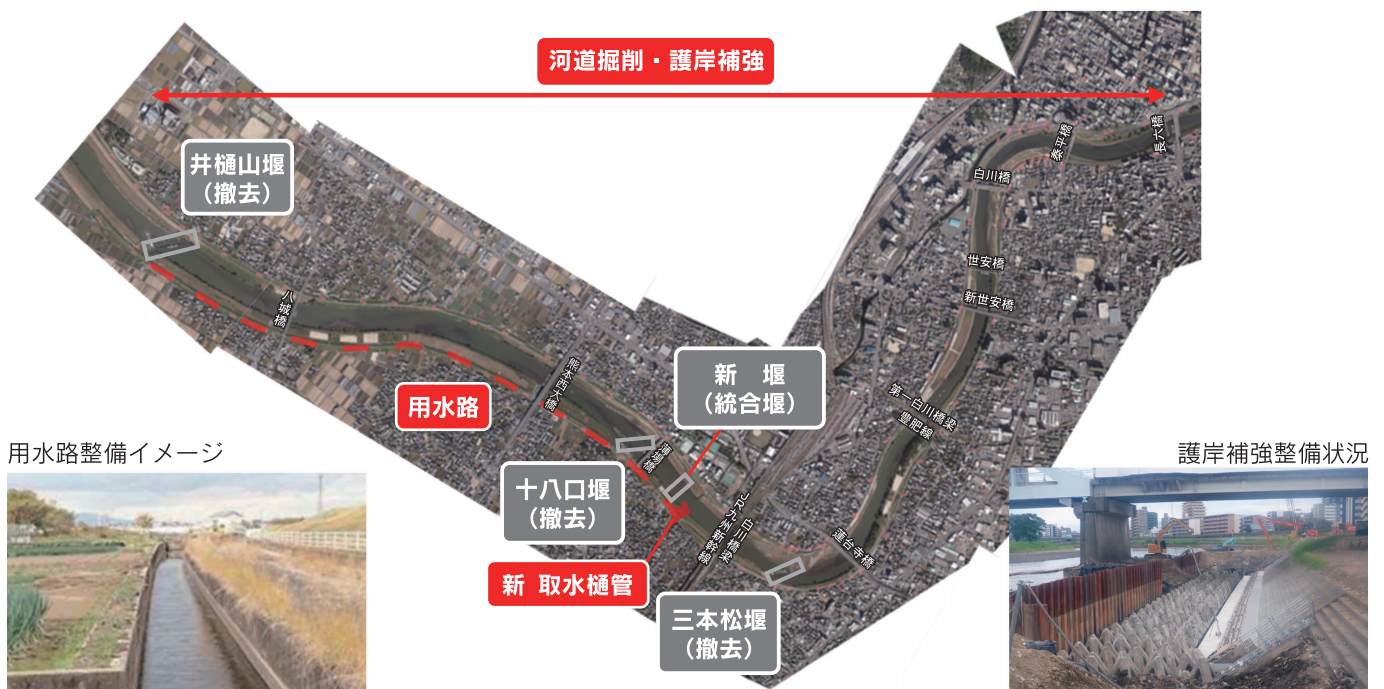 河道掘削・護岸補強
井樋山堰
(撤去)
長六橋
泰平橋
白川橋
世安橋
新世安橋
八城橋
熊本西大橋
新 堰
(統合堰)
第一白川橋梁
豊肥線
用水路
薄場橋
十八口堰
(撤去)
白川橋梁
JR九州新幹線
蓮台寺橋
新 取水樋管
三本松堰
(撤去)
用水路整備イメージ
護岸補強整備状況